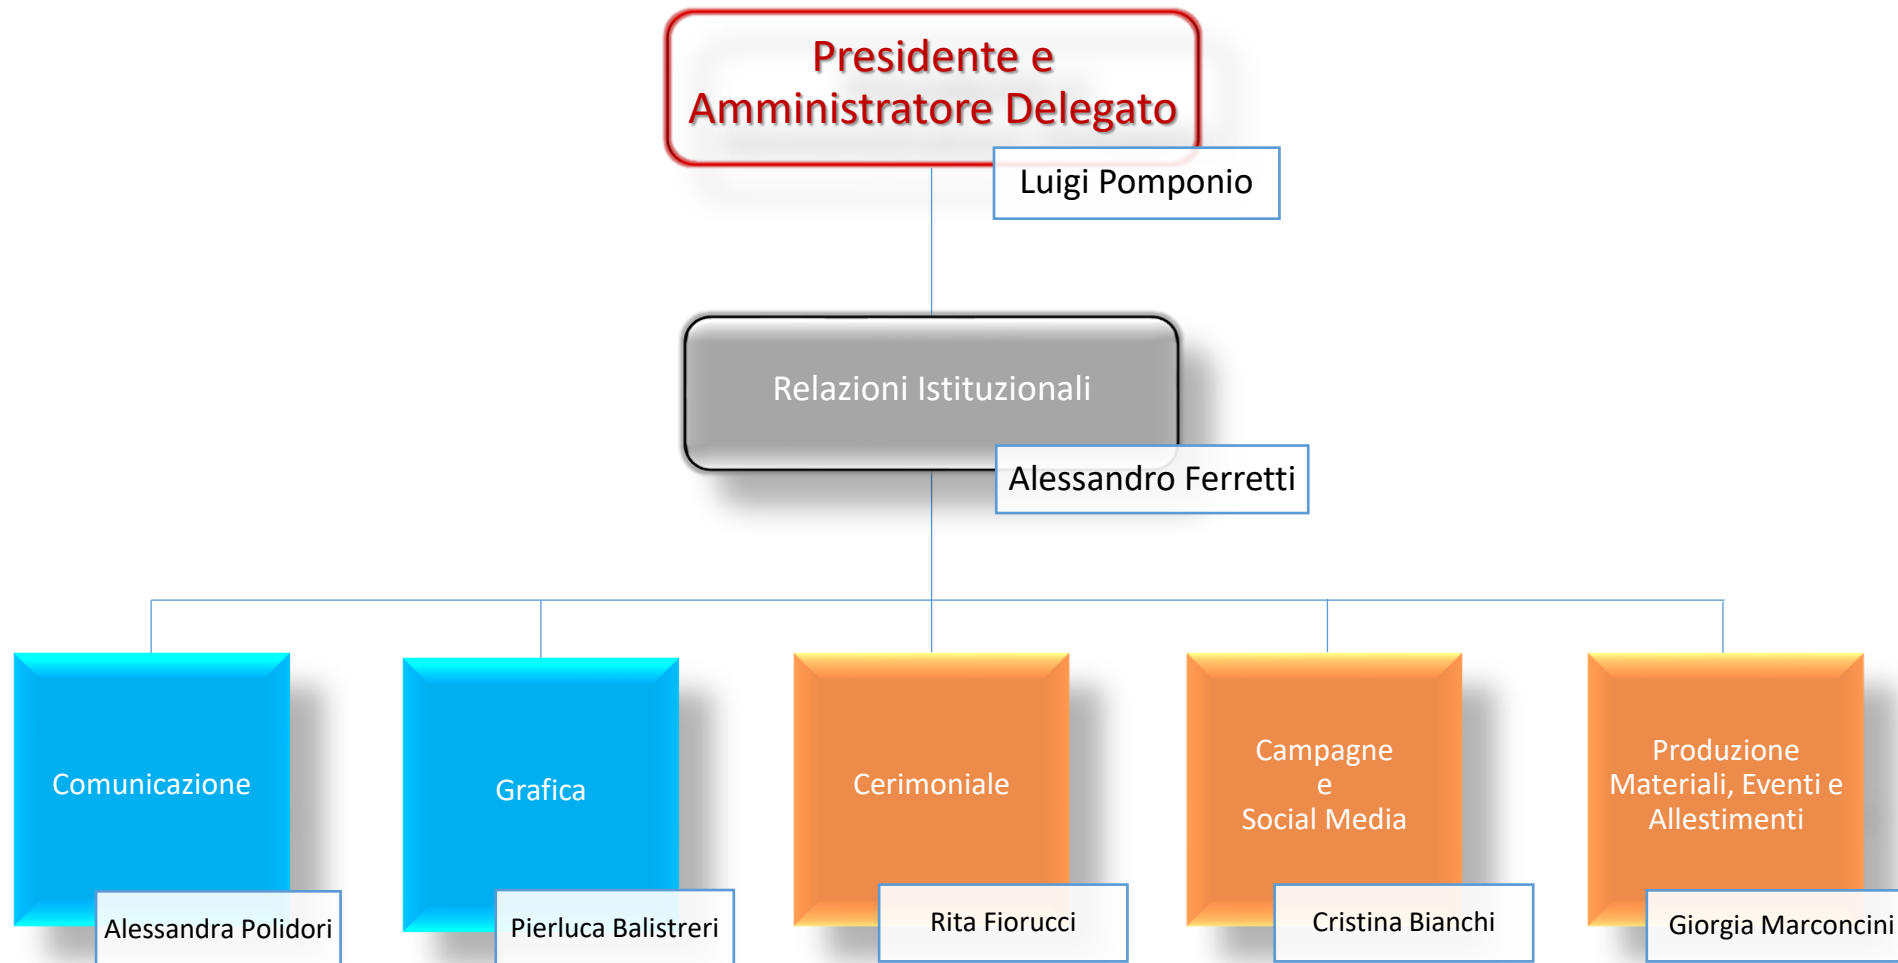 Presidente e
Amministratore Delegato
Luigi Pomponio
Relazioni Istituzionali
Alessandro Ferretti
Comunicazione
Alessandra Polidori
Grafica
Pierluca Balistreri
Cerimoniale
Rita Fiorucci
Campagne
e
Social Media
Cristina Bianchi
Produzione
Materiali, Eventi e
Allestimenti
Giorgia Marconcini